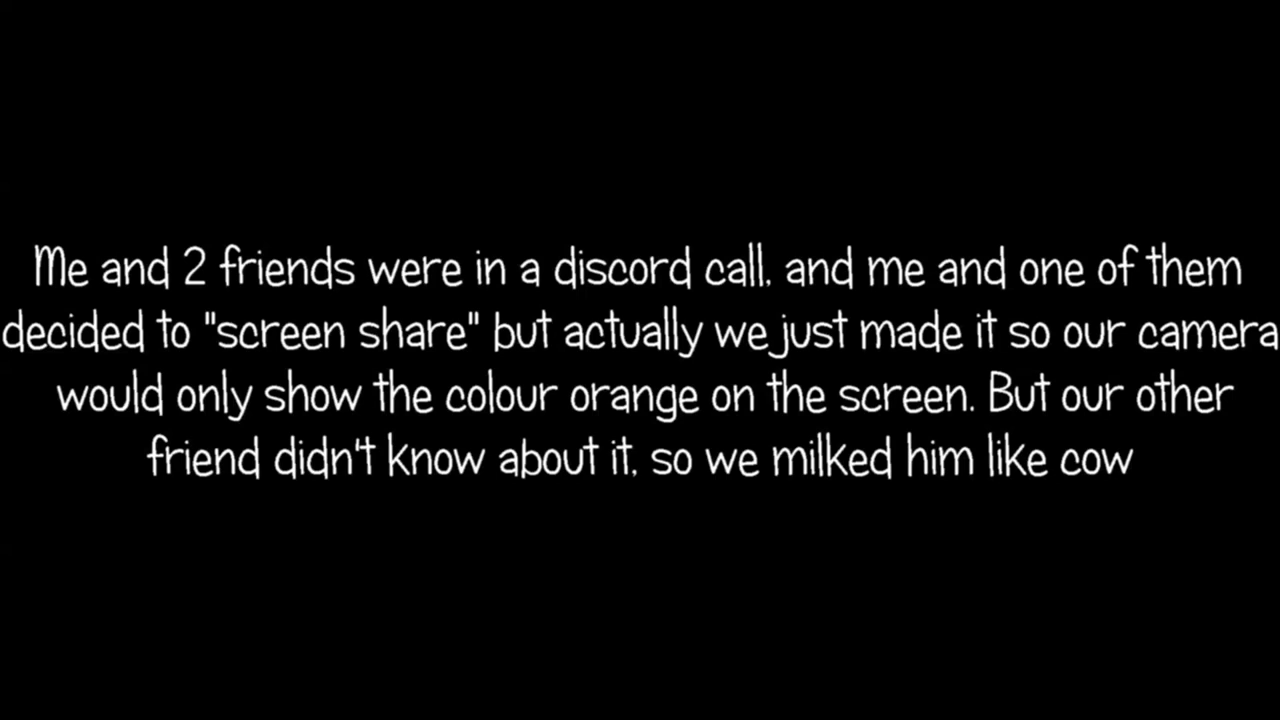 Me and 2 friends were in a discord call, and me and one of them
decided to "screen share" but actually we just made it so our camera
would only show the colour orange on the screen. But our other
friend didn't know about it, so we milked him like cow